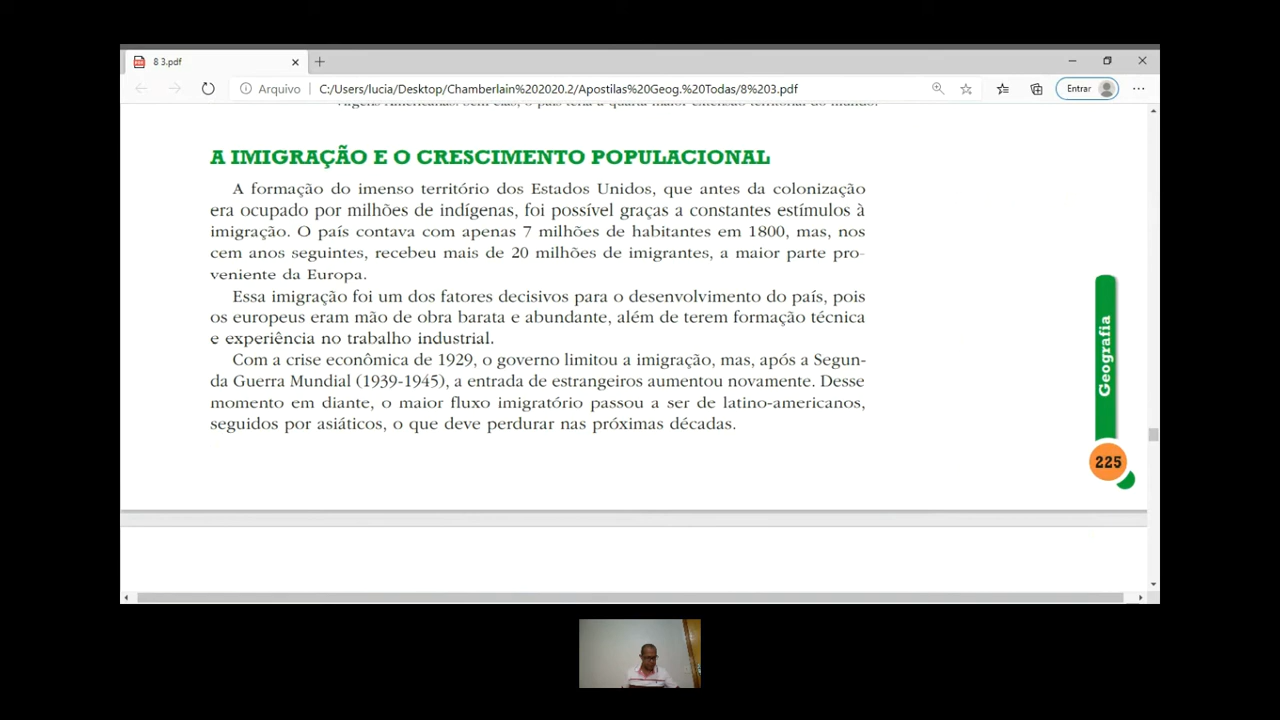 8 3.pdf
Arquivo
C:/Users/lucia/Desktop/Chamberlain%202020.2/Apostilas%20Geog.%20Todas/8%203.pdf
Entrar
A IMIGRAÇÃO E O CRESCIMENTO POPULACIONAL
A formação do imenso território dos Estados Unidos, que antes da colonização
era ocupado por milhões de indígenas, foi possível graças a constantes estímulos à
imigração. O país contava com apenas 7 milhões de habitantes em 1800, mas, nos
cem anos seguintes, recebeu mais de 20 milhões de imigrantes, a maior parte pro-
veniente da Europa.
Essa imigração foi um dos fatores decisivos para o desenvolvimento do país, pois
os europeus eram mão de obra barata e abundante, além de terem formação técnica
e experiência no trabalho industrial.
Com a crise econômica de 1929, o governo limitou a imigração, mas, após a Segun-
da Guerra Mundial (1939-1945), a entrada de estrangeiros aumentou novamente. Desse
momento em diante, o maior fluxo imigratório passou a ser de latino-americanos,
seguidos por asiáticos, o que deve perdurar nas próximas décadas.
Geografia
225